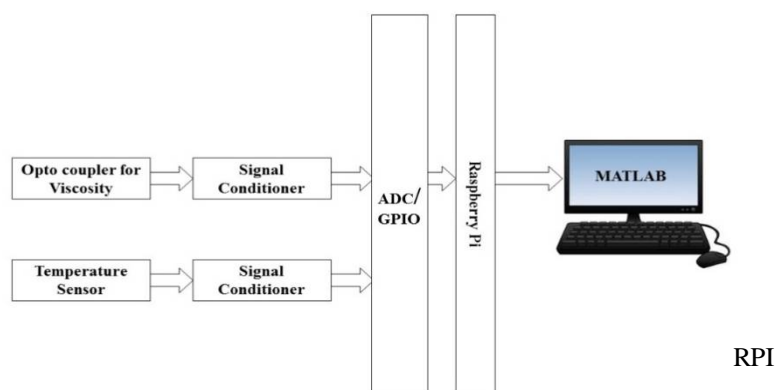 Opto coupler for
Viscosity
Signal
Conditioner
Temperature
Sensor
Signal
Conditioner
ADC/
GPIO
Raspberry Pi
MATLAB
RPI